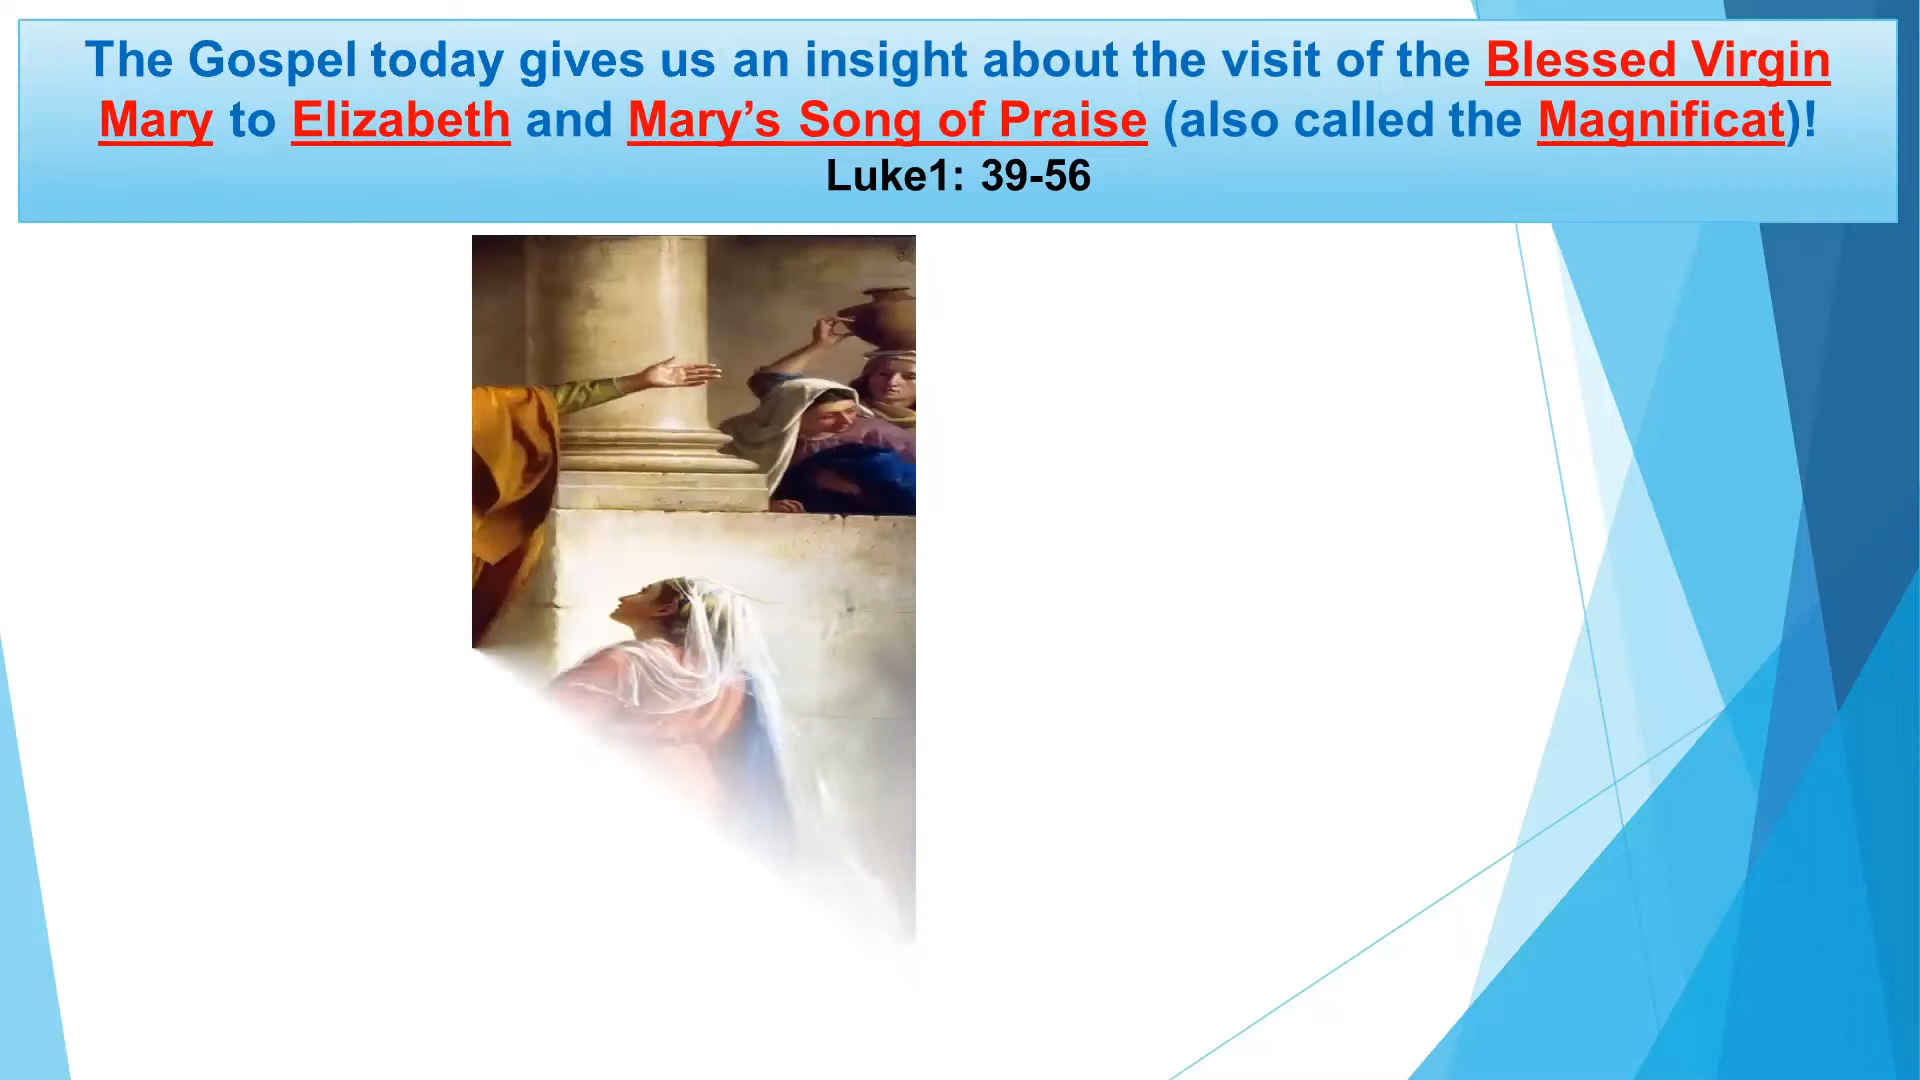 The Gospel today gives us an insight about the visit of the Blessed Virgin
Mary to Elizabeth and Mary’s Song of Praise (also called the Magnificat)!
Luke1: 39-56